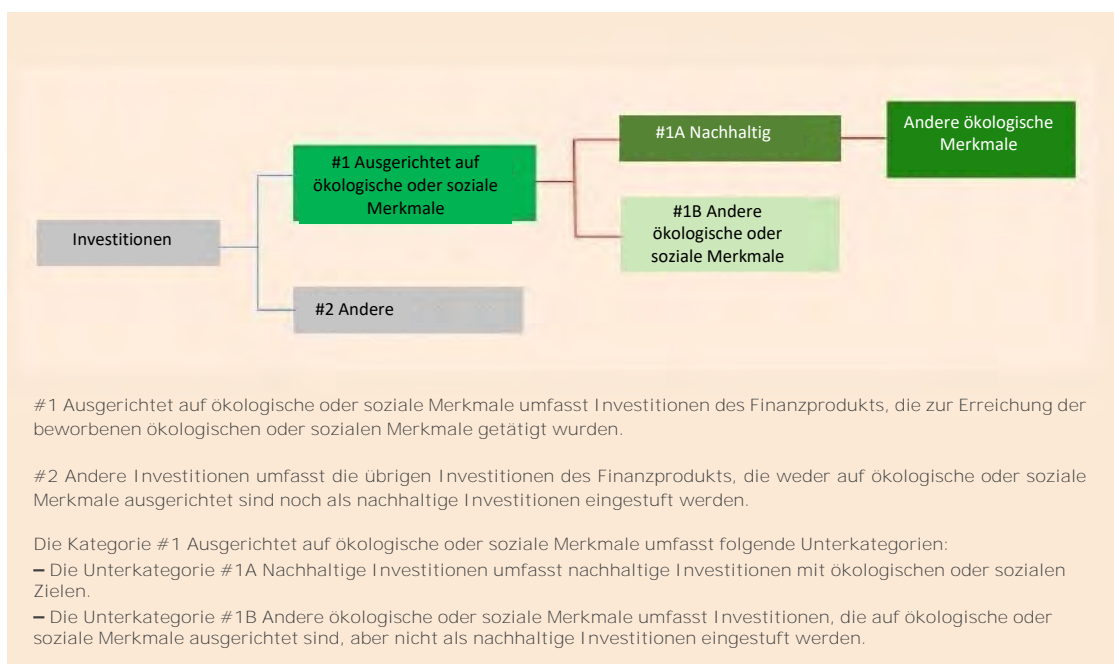 Investitionen
#1 Ausgerichtet auf
ökologische oder soziale
Merkmale
#2 Andere
#1A Nachhaltig
#1B Andere
ökologische oder
soziale Merkmale
Andere ökologische
Merkmale
#1 Ausgerichtet auf ökologische oder soziale Merkmale umfasst Investitionen des Finanzprodukts, die zur Erreichung der
beworbenen ökologischen oder sozialen Merkmale getätigt wurden.
#2 Andere Investitionen umfasst die übrigen Investitionen des Finanzprodukts, die weder auf ökologische oder soziale
Merkmale ausgerichtet sind noch als nachhaltige Investitionen eingestuft werden.
Die Kategorie #1 Ausgerichtet auf ökologische oder soziale Merkmale umfasst folgende Unterkategorien:
– Die Unterkategorie #1A Nachhaltige Investitionen umfasst nachhaltige Investitionen mit ökologischen oder sozialen
Zielen.
– Die Unterkategorie #1B Andere ökologische oder soziale Merkmale umfasst Investitionen, die auf ökologische oder
soziale Merkmale ausgerichtet sind, aber nicht als nachhaltige Investitionen eingestuft werden.